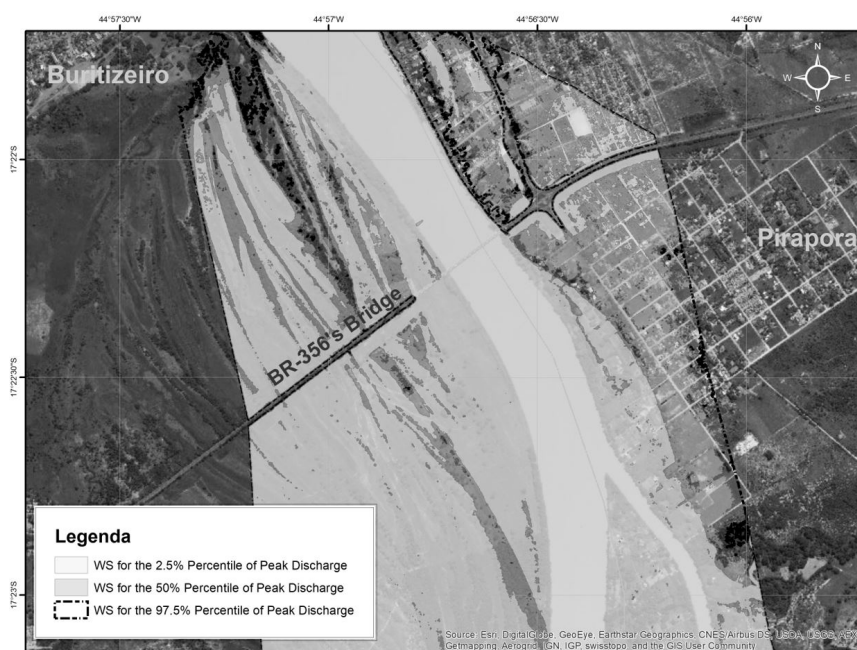 44°57'30"W
44°57'W
44°56'30"W
44°56'W
Buritizeiro
N
W
E
S
17°22'S
Pirapora
BR-356's Bridge
17°22'30"S
Legenda
WS for the 2.5% Percentile of Peak Discharge
WS for the 50% Percentile of Peak Discharge
WS for the 97.5% Percentile of Peak Discharge
17°23'S
Source: Esri, DigitalGlobe, GeoEye, Earthstar Geographics, CNES/Airbus DS, USDA, USGS, AEX,
Getmapping, Aerogrid, IGN, IGP, swisstopo, and the GIS User Community